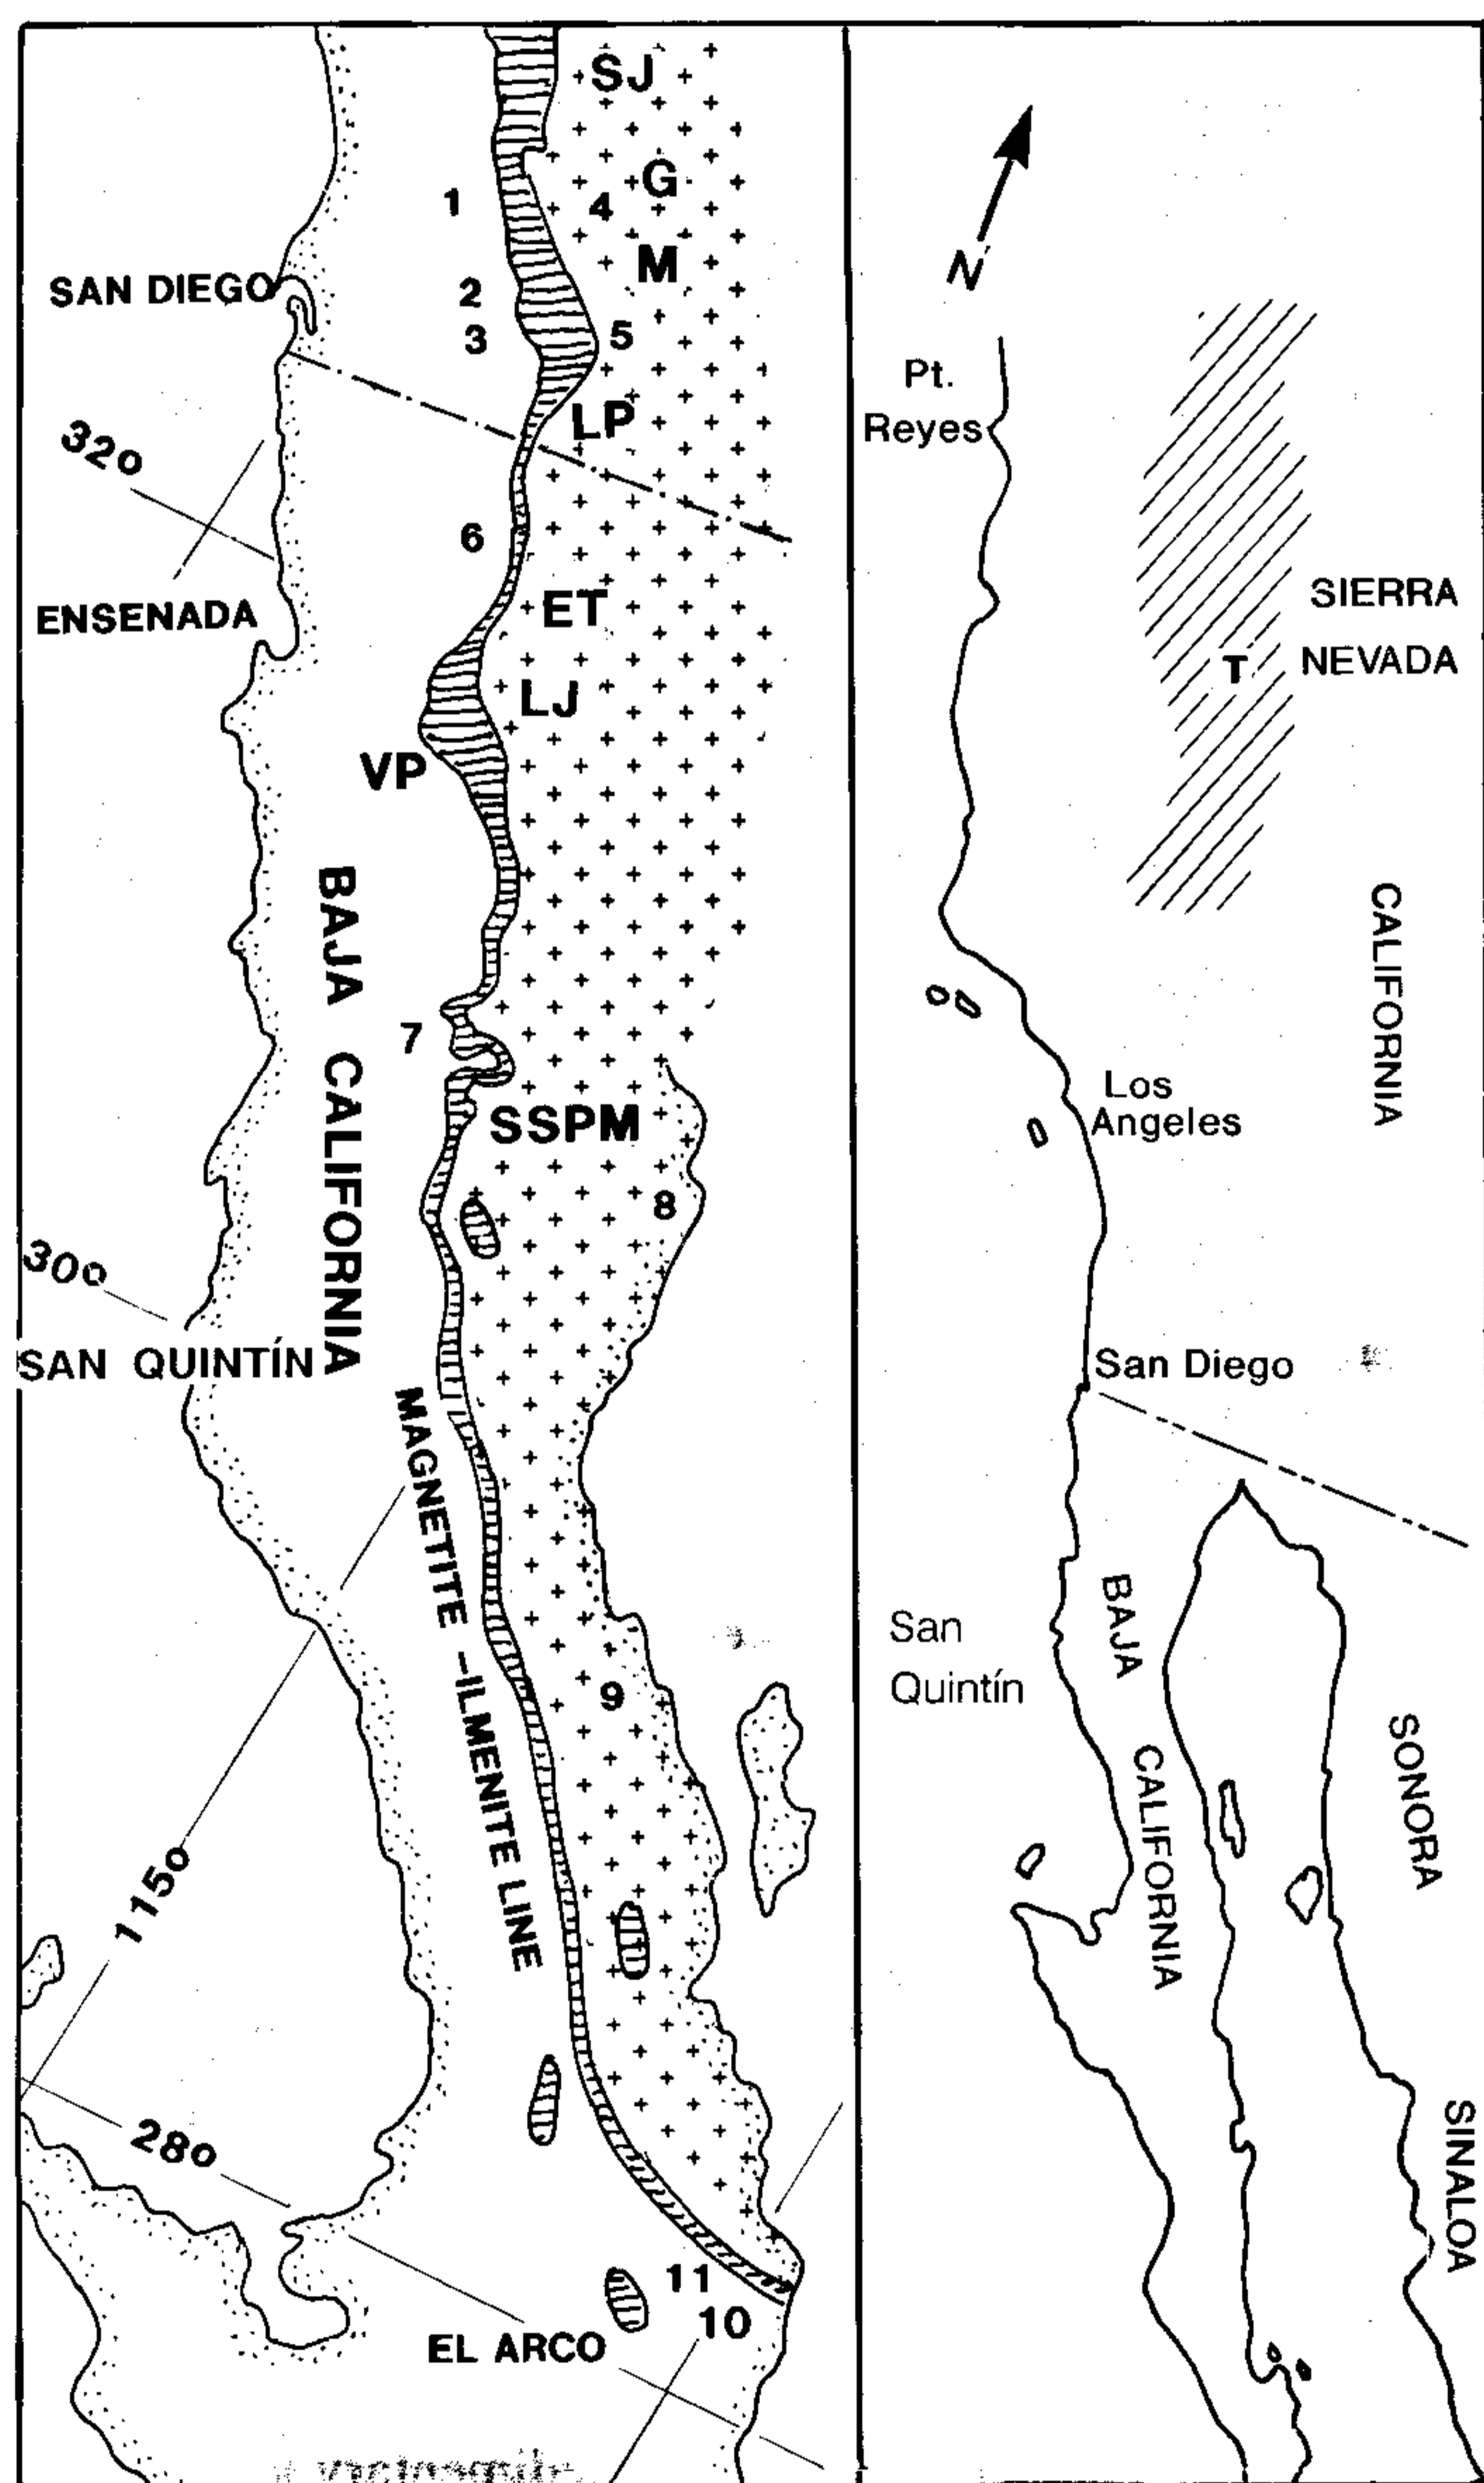 SJ
G
1
4
M
SAN DIEGO
2
3
5
LP
32o
6
ENSENADA
ET
LJ
VP
BAJA CALIFORNIA
7
SSPM
8
30o
SAN QUINTÍN
MAGNETITE-ILMENITE LINE
9
115o
28o
11
10
EL ARCO
N
Pt.
Reyes
SIERRA
NEVADA
T
CALIFORNIA
Los
Angeles
San Diego
BAJA
CALIFORNIA
San
Quintín
SONORA
SINALOA